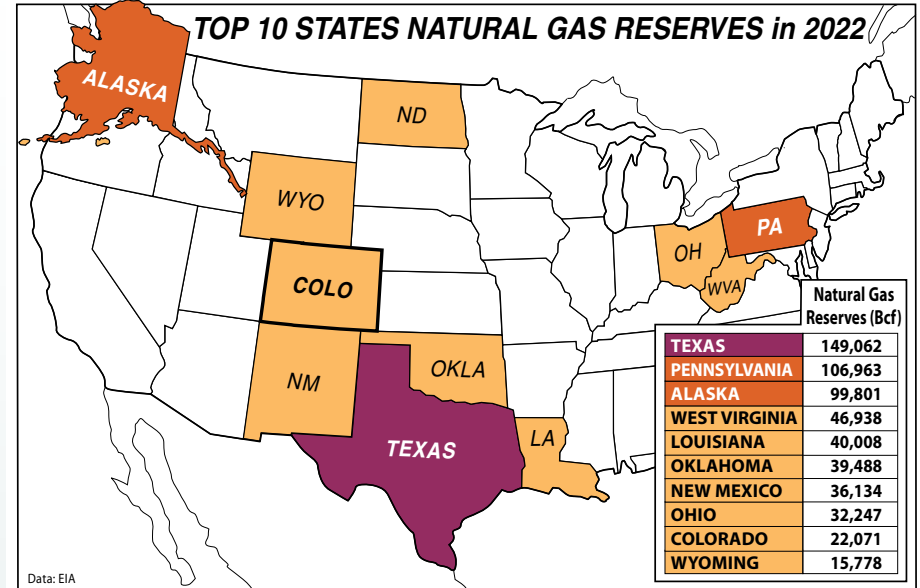 TOP 10 STATES NATURAL GAS RESERVES in 2022
ALASKA
ND
WYO
PA
OH
COLO
WVA
NM
OKLA
TEXAS
LA
Natural Gas
Reserves (Bcf)
TEXAS 149,062
PENNSYLVANIA 106,963
ALASKA 99,801
WEST VIRGINIA 46,938
LOUISIANA 40,008
OKLAHOMA 39,488
NEW MEXICO 36,134
OHIO 32,247
COLORADO 22,071
WYOMING 15,778
Data: EIA